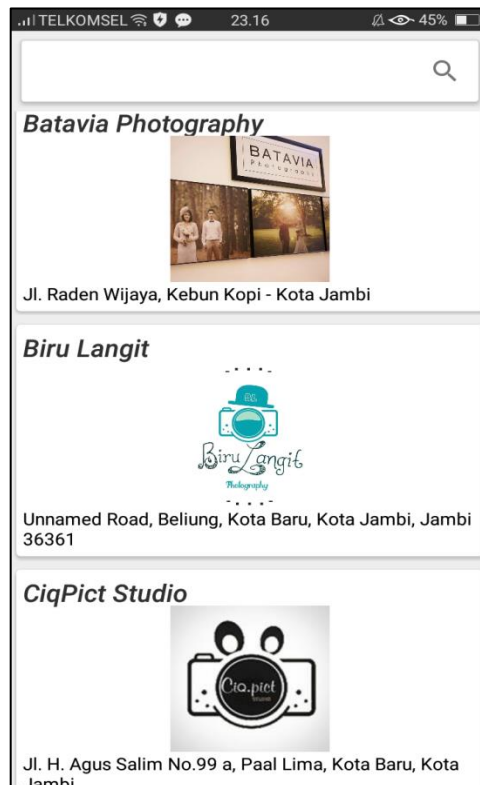 TELKOMSEL 23.16 45%
Batavia Photography
BATAVIA
Photography
Jl. Raden Wijaya, Kebun Kopi - Kota Jambi
Biru Langit
BL
Biru Langit
Photography
Unnamed Road, Beliung, Kota Baru, Kota Jambi, Jambi
36361
CiqPict Studio
Ciq.pict
STUDIO
Jl. H. Agus Salim No.99 a, Paal Lima, Kota Baru, Kota
Jambi